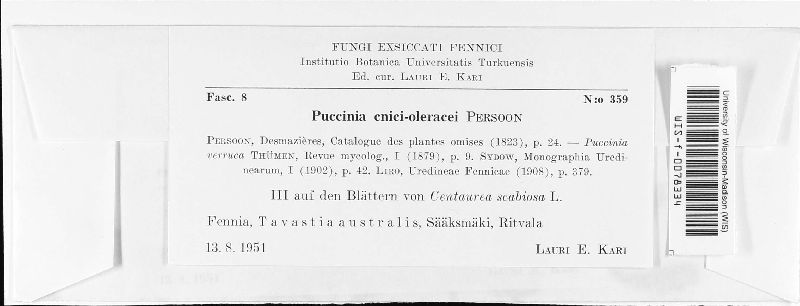 FUNGI EXSICCATI FENNICI
Institutio Botanica Universitatis Turkuensis
Ed. cur. LAURI E. KARI
Fasc. 8 N:o 359
Puccinia cnici-oleracei PERSOON
PERSOON, Desmazières, Catalogue des plantes omises (1823), p. 24. — Puccinia
verruca THÜMEN, Revue mycolog., I (1879), p. 9. SYDOW, Monographia Uredi-
nearum, I (1902), p. 42. LIRO, Uredineae Fennicae (1908), p. 379.
III auf den Blättern von Centaurea scabiosa L.
Fennia, Tavastia australis, Sääksmäki, Ritvala
13. 8. 1951 LAURI E. KARI
University of Wisconsin-Madison (WIS)
WIS-f-0078334